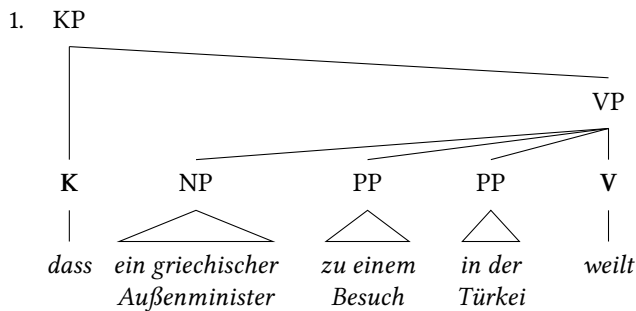 1. KP
VP
K NP PP PP V
dass ein griechischer zu einem in der weilt
Außenminister Besuch Türkei